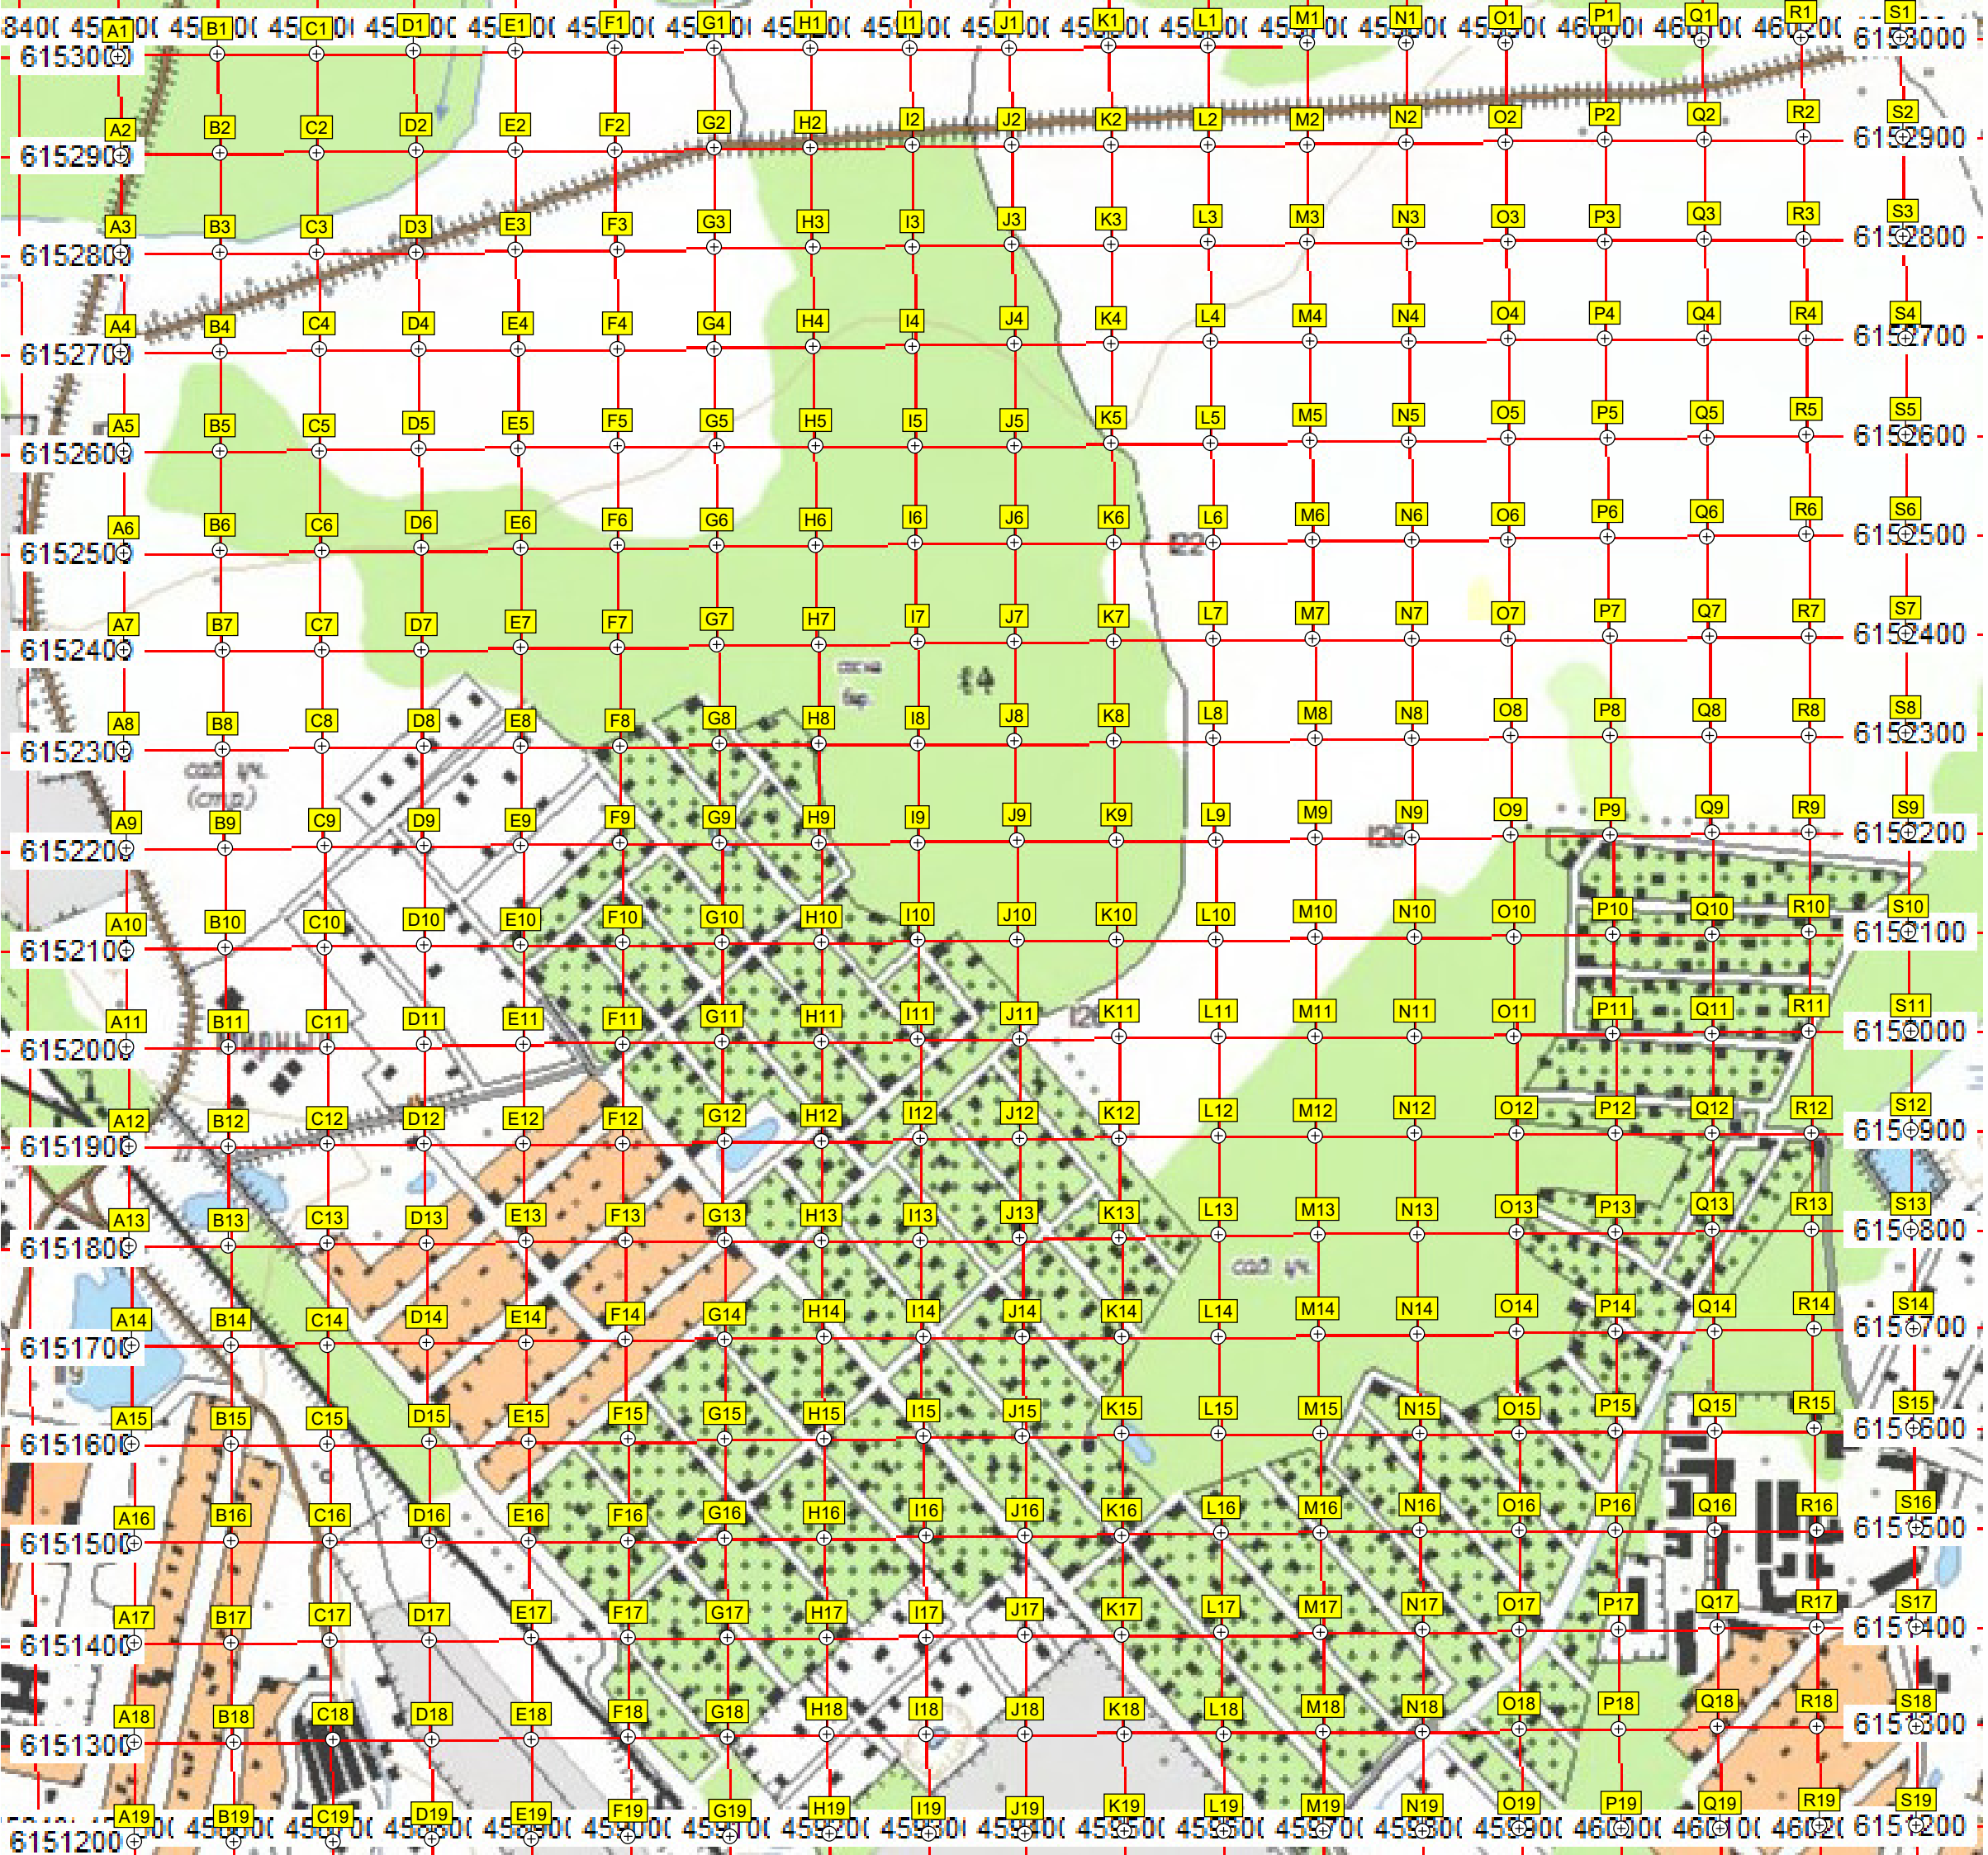 A1 B1 C1 D1 E1 F1 G1 H1 I1 J1 K1 L1 M1 N1 O1 P1 Q1 R1 S1
6153000 6153000
A2 B2 C2 D2 E2 F2 G2 H2 I2 J2 K2 L2 M2 N2 O2 P2 Q2 R2 S2
6152900 6152900
A3 B3 C3 D3 E3 F3 G3 H3 I3 J3 K3 L3 M3 N3 O3 P3 Q3 R3 S3
6152800 6152800
A4 B4 C4 D4 E4 F4 G4 H4 I4 J4 K4 L4 M4 N4 O4 P4 Q4 R4 S4
6152700 6152700
A5 B5 C5 D5 E5 F5 G5 H5 I5 J5 K5 L5 M5 N5 O5 P5 Q5 R5 S5
6152600 6152600
A6 B6 C6 D6 E6 F6 G6 H6 I6 J6 K6 L6 M6 N6 O6 P6 Q6 R6 S6
6152500 122 6152500
A7 B7 C7 D7 E7 F7 G7 H7 I7 J7 K7 L7 M7 N7 O7 P7 Q7 R7 S7
6152400 6152400
A8 B8 C8 D8 E8 F8 G8 H8 I8 J8 K8 L8 M8 N8 O8 P8 Q8 R8 S8
6152300 6152300
сад. уч.
(стр.)
A9 B9 C9 D9 E9 F9 G9 H9 I9 J9 K9 L9 M9 N9 O9 P9 Q9 R9 S9
6152200 126 6152200
A10 B10 C10 D10 E10 F10 G10 H10 I10 J10 K10 L10 M10 N10 O10 P10 Q10 R10 S10
6152100 6152100
A11 B11 C11 D11 E11 F11 G11 H11 I11 J11 K11 L11 M11 N11 O11 P11 Q11 R11 S11
6152000 6152000
A12 B12 C12 D12 E12 F12 G12 H12 I12 J12 K12 L12 M12 N12 O12 P12 Q12 R12 S12
6151900 6151900
A13 B13 C13 D13 E13 F13 G13 H13 I13 J13 K13 L13 M13 N13 O13 P13 Q13 R13 S13
6151800 6151800
сад. уч.
A14 B14 C14 D14 E14 F14 G14 H14 I14 J14 K14 L14 M14 N14 O14 P14 Q14 R14 S14
6151700 6151700
A15 B15 C15 D15 E15 F15 G15 H15 I15 J15 K15 L15 M15 N15 O15 P15 Q15 R15 S15
6151600 6151600
A16 B16 C16 D16 E16 F16 G16 H16 I16 J16 K16 L16 M16 N16 O16 P16 Q16 R16 S16
6151500 6151500
A17 B17 C17 D17 E17 F17 G17 H17 I17 J17 K17 L17 M17 N17 O17 P17 Q17 R17 S17
6151400 6151400
A18 B18 C18 D18 E18 F18 G18 H18 I18 J18 K18 L18 M18 N18 O18 P18 Q18 R18 S18
6151300 6151300
A19 B19 C19 D19 E19 F19 G19 H19 I19 J19 K19 L19 M19 N19 O19 P19 Q19 R19 S19
6151200 6151200